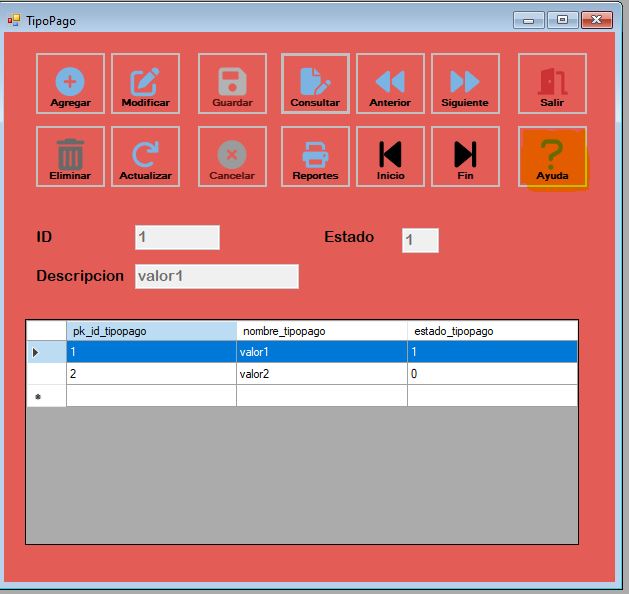 TipoPago
Agregar Modificar Guardar Consultar Anterior Siguiente Salir
Eliminar Actualizar Cancelar Reportes Inicio Fin Ayuda
ID 1 Estado 1
Descripcion valor1
pk_id_tipopago nombre_tipopago estado_tipopago
1 valor1 1
2 valor2 0